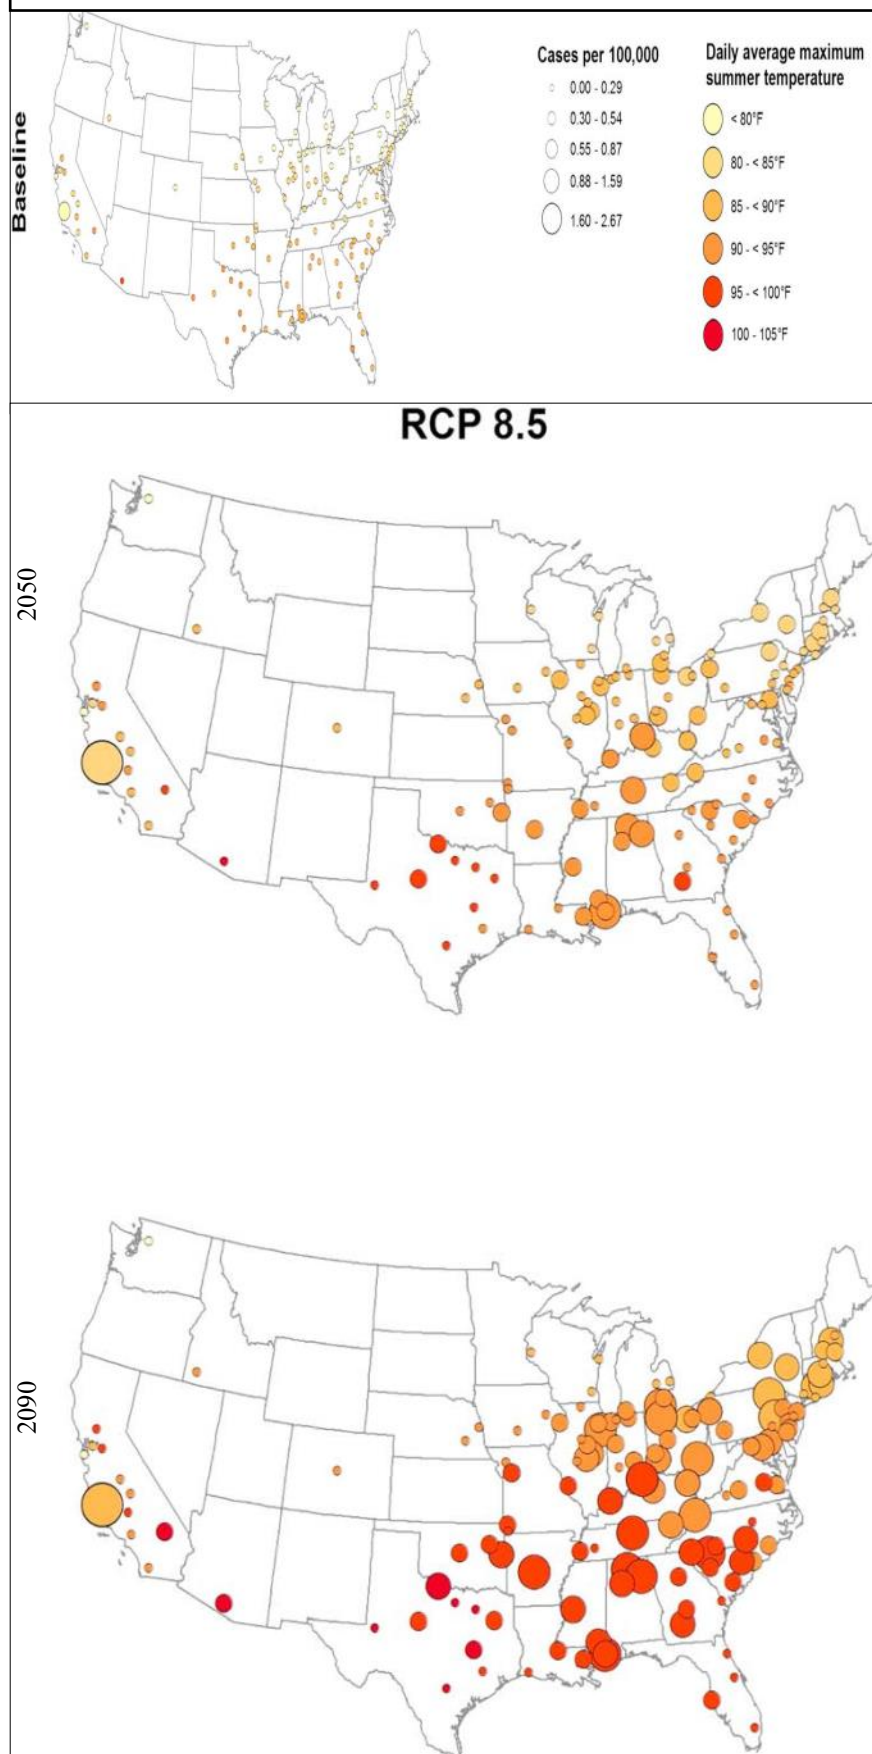 Baseline
Cases per 100,000
0.00 - 0.29
0.30 - 0.54
0.55 - 0.87
0.88 - 1.59
1.60 - 2.67
Daily average maximum
summer temperature
< 80°F
80 - < 85°F
85 - < 90°F
90 - < 95°F
95 - < 100°F
100 - 105°F
RCP 8.5
2050
2090